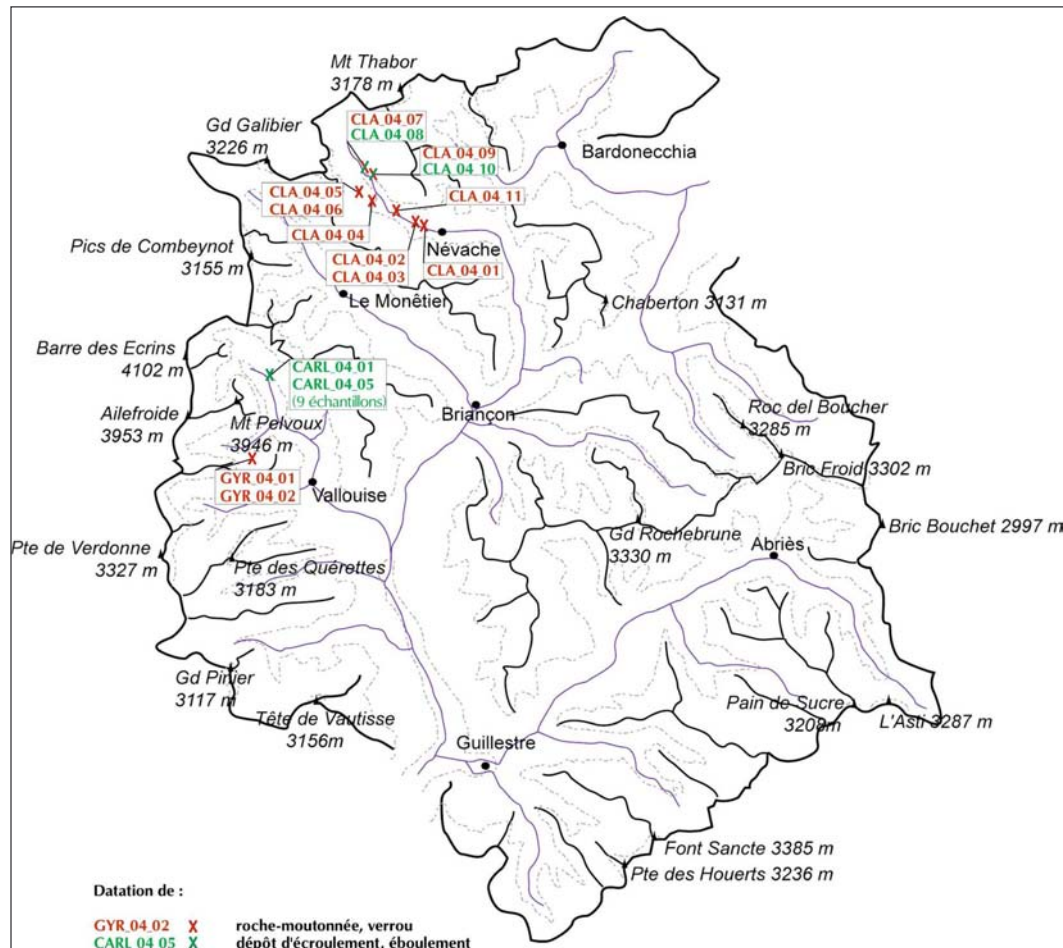 Mt Thabor
3178 m
Gd Galibier
3226 m
CLA_04_07
CLA_04_08
CLA_04_09
CLA_04_10
Bardonecchia
CLA_04_05
CLA_04_06
CLA_04_11
CLA_04_04
Névache
CLA_04_02
CLA_04_03
CLA_04_01
Pics de Combeynot
3155 m
Le Monêtier
Chaberton 3131 m
Barre des Ecrins
4102 m
CARL_04_01
CARL_04_05
(9 échantillons)
Ailefroide
3953 m
Mt Pelvoux
3946 m
Briançon
Roc del Boucher
3285 m
Bric Froid 3302 m
GYR_04_01
GYR_04_02
Vallouise
Gd Rochebrune
3330 m
Bric Bouchet 2997 m
Abriès
Pte de Verdonne
3327 m
Pte des Quérettes
3183 m
Gd Pinier
3117 m
Tête de Vautisse
3156m
Pain de Sucre
3208m
L'Asti 3287 m
Guillestre
Font Sancte 3385 m
Pte des Houerts 3236 m
Datation de :
GYR_04_02 X roche-moutonnée, verrou
CARL_04_05 X dépôt d'écroulement, éboulement